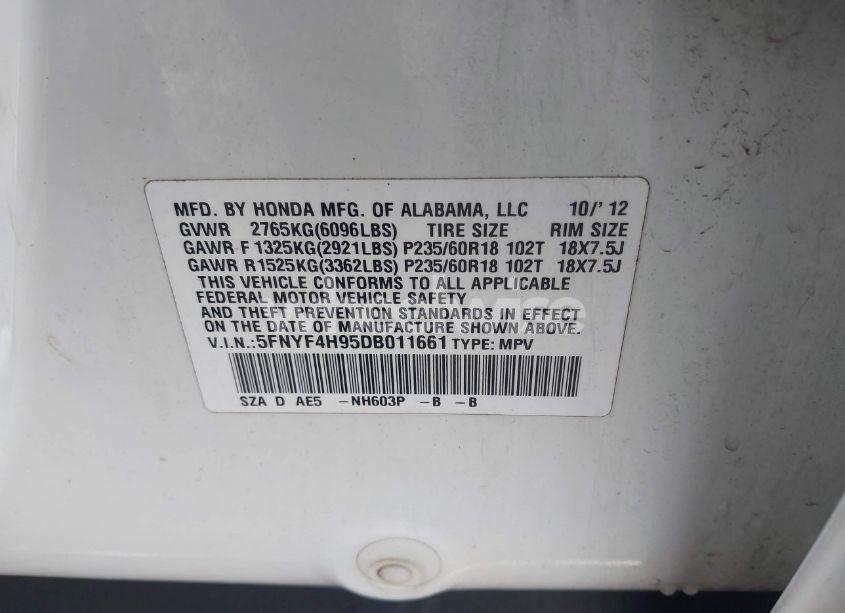 MFD. BY HONDA MFG. OF ALABAMA, LLC 10/'12
GVWR 2765KG(6096LBS) TIRE SIZE RIM SIZE
GAWR F1325KG(2921LBS) P235/60R18 102T 18X7.5J
GAWR R1525KG(3362LBS) P235/60R18 102T 18X7.5J
THIS VEHICLE CONFORMS TO ALL APPLICABLE
FEDERAL MOTOR VEHICLE SAFETY
AND THEFT PREVENTION STANDARDS IN EFFECT
ON THE DATE OF MANUFACTURE SHOWN ABOVE.
V.I.N.:5FNYF4H95DB011661 TYPE: MPV
SZA D AE5 -NH603P -B -B